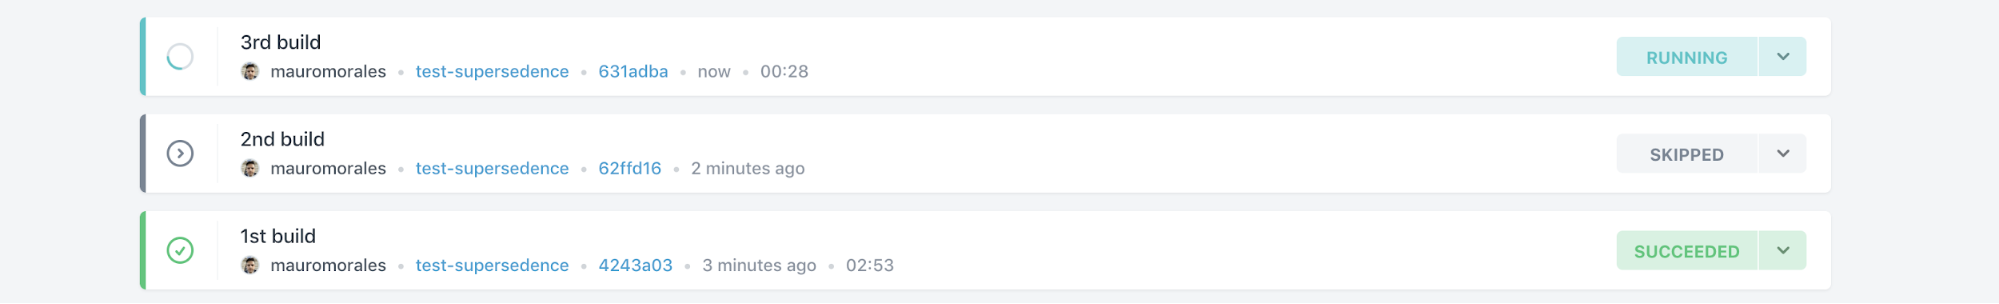 3rd build
mauromorales • test-supersedence • 631adba • now • 00:28
RUNNING
2nd build
mauromorales • test-supersedence • 62ffd16 • 2 minutes ago
SKIPPED
1st build
mauromorales • test-supersedence • 4243a03 • 3 minutes ago • 02:53
SUCCEEDED